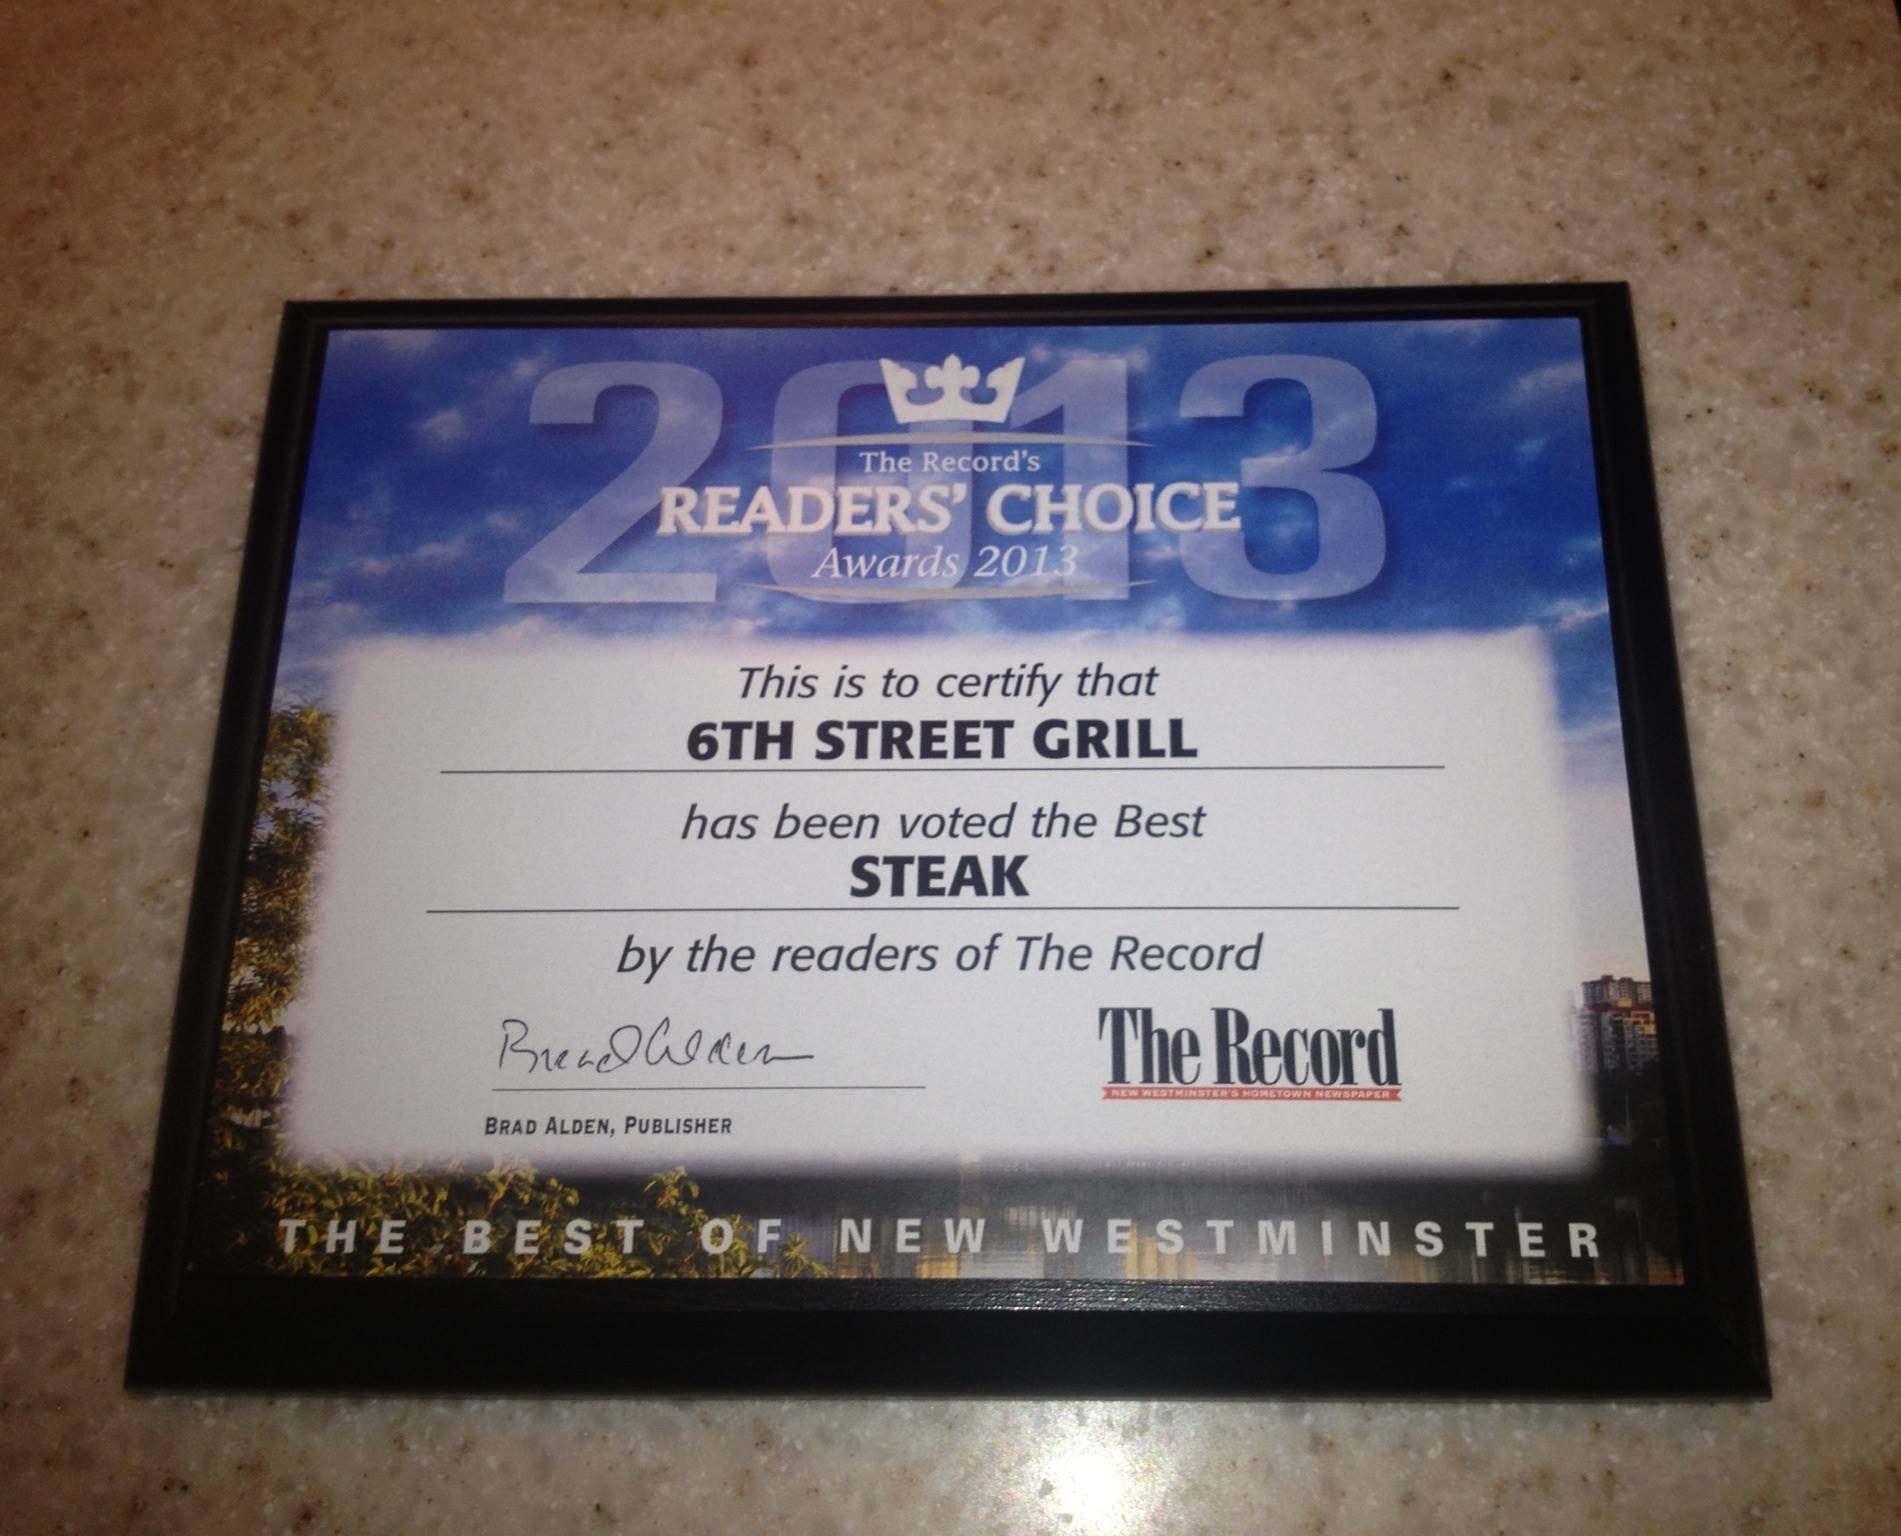 2013
The Record's
READERS' CHOICE
Awards 2013
This is to certify that
6TH STREET GRILL
has been voted the Best
STEAK
by the readers of The Record
Brad Alden
BRAD ALDEN, PUBLISHER
The Record
NEW WESTMINSTER'S HOMETOWN NEWSPAPER
THE BEST OF NEW WESTMINSTER